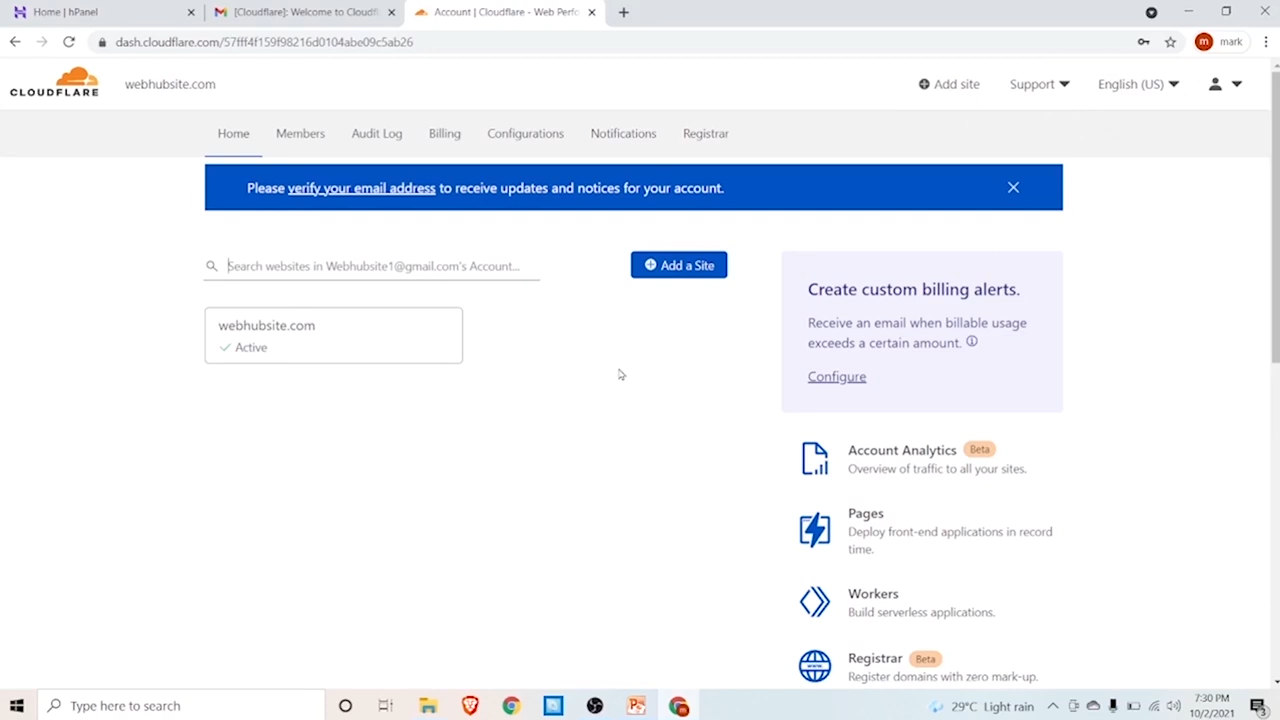 Home | hPanel
[Cloudflare]: Welcome to Cloudfl
Account | Cloudflare - Web Perfo
dash.cloudflare.com/57fff4f159f98216d0104abe09c5ab26
m
mark
CLOUDFLARE
webhubsite.com
Add site
Support
English (US)
Home
Members
Audit Log
Billing
Configurations
Notifications
Registrar
Please verify your email address to receive updates and notices for your account.
Search websites in Webhubsite1@gmail.com's Account...
Add a Site
webhubsite.com
Active
Create custom billing alerts.
Receive an email when billable usage
exceeds a certain amount.
Configure
Account Analytics Beta
Overview of traffic to all your sites.
Pages
Deploy front-end applications in record
time.
Workers
Build serverless applications.
Registrar Beta
Register domains with zero mark-up.
Type here to search
29°C Light rain
7:30 PM
10/2/2021